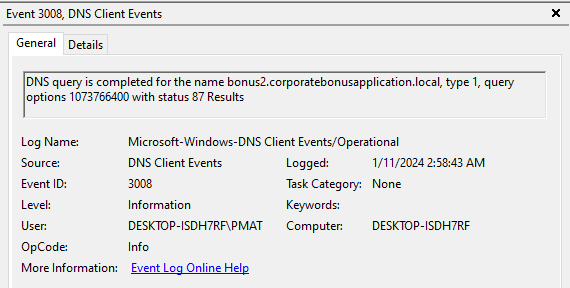 Event 3008, DNS Client Events
General Details
DNS query is completed for the name bonus2.corporatebonusapplication.local, type 1, query
options 1073766400 with status 87 Results
Log Name: Microsoft-Windows-DNS Client Events/Operational
Source: DNS Client Events Logged: 1/11/2024 2:58:43 AM
Event ID: 3008 Task Category: None
Level: Information Keywords:
User: DESKTOP-ISDH7RF\PMAT Computer: DESKTOP-ISDH7RF
OpCode: Info
More Information: Event Log Online Help